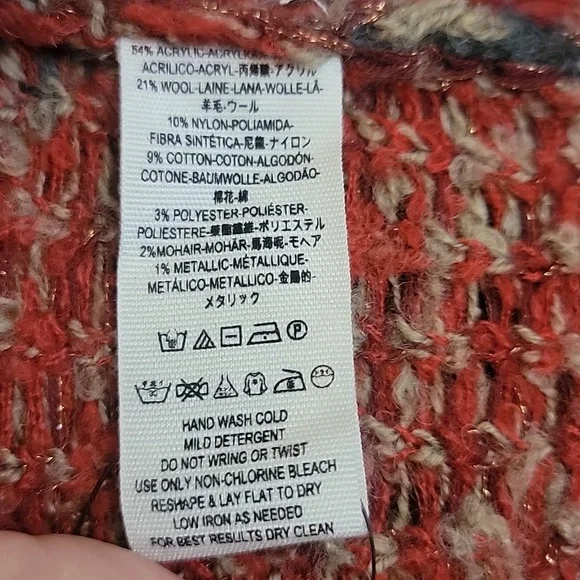 54% ACRYLIC-ACRYLIQUE-
ACRILICO-ACRYL-丙烯酸-アクリル
21% WOOL-LAINE-LANA-WOLLE-LÃ-
羊毛-ウール
10% NYLON-POLIAMIDA-
FIBRA SINTÉTICA-尼龍-ナイロン
9% COTTON-COTON-ALGODÓN-
COTONE-BAUMWOLLE-ALGODÃO-
棉花-綿
3% POLYESTER-POLIÉSTER-
POLIESTERE-聚酯纖維-ポリエステル
2%MOHAIR-MOHÄR-馬海呢-モヘア
1% METALLIC-MÉTALLIQUE-
METÁLICO-METALLICO-金屬的-
メタリック
P
HAND WASH COLD
MILD DETERGENT
DO NOT WRING OR TWIST
USE ONLY NON-CHLORINE BLEACH
RESHAPE & LAY FLAT TO DRY
LOW IRON AS NEEDED
FOR BEST RESULTS DRY CLEAN